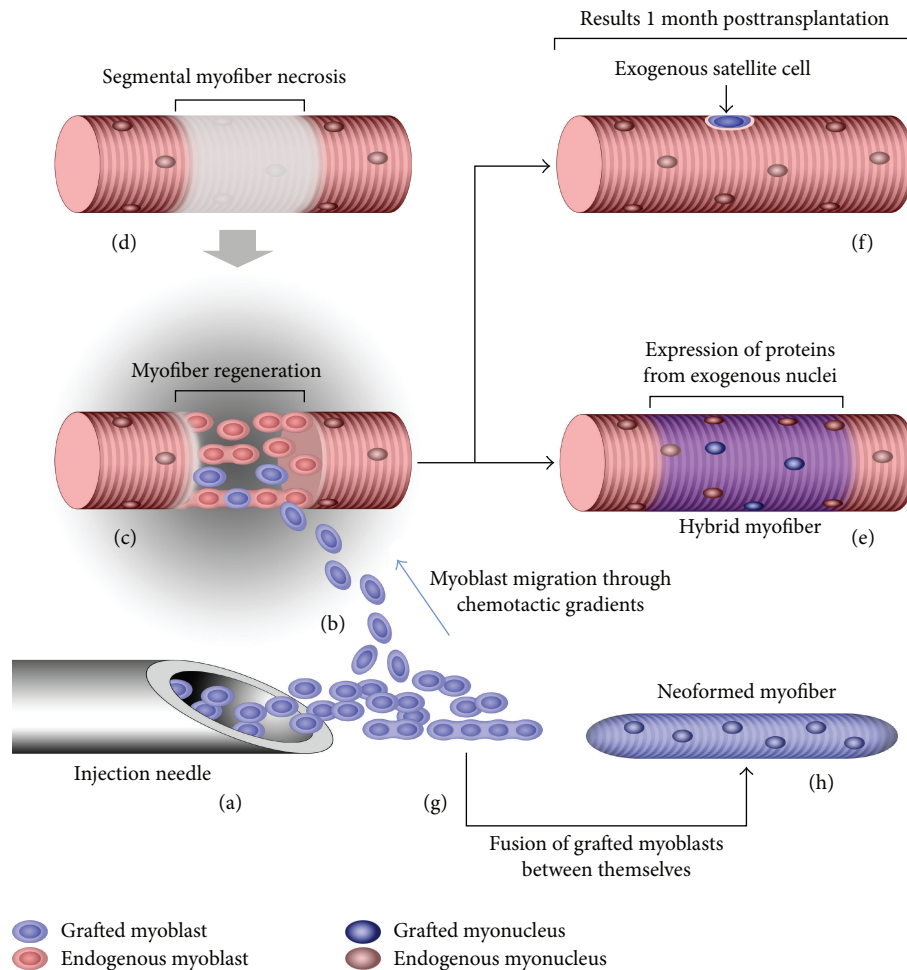 Results 1 month posttransplantation
Segmental myofiber necrosis
Exogenous satellite cell
(d)
(f)
Myofiber regeneration
Expression of proteins
from exogenous nuclei
(c)
Hybrid myofiber
(e)
Myoblast migration through
chemotactic gradients
(b)
Neoformed myofiber
Injection needle
(a)
(g)
(h)
Fusion of grafted myoblasts
between themselves
Grafted myoblast
Endogenous myoblast
Grafted myonucleus
Endogenous myonucleus